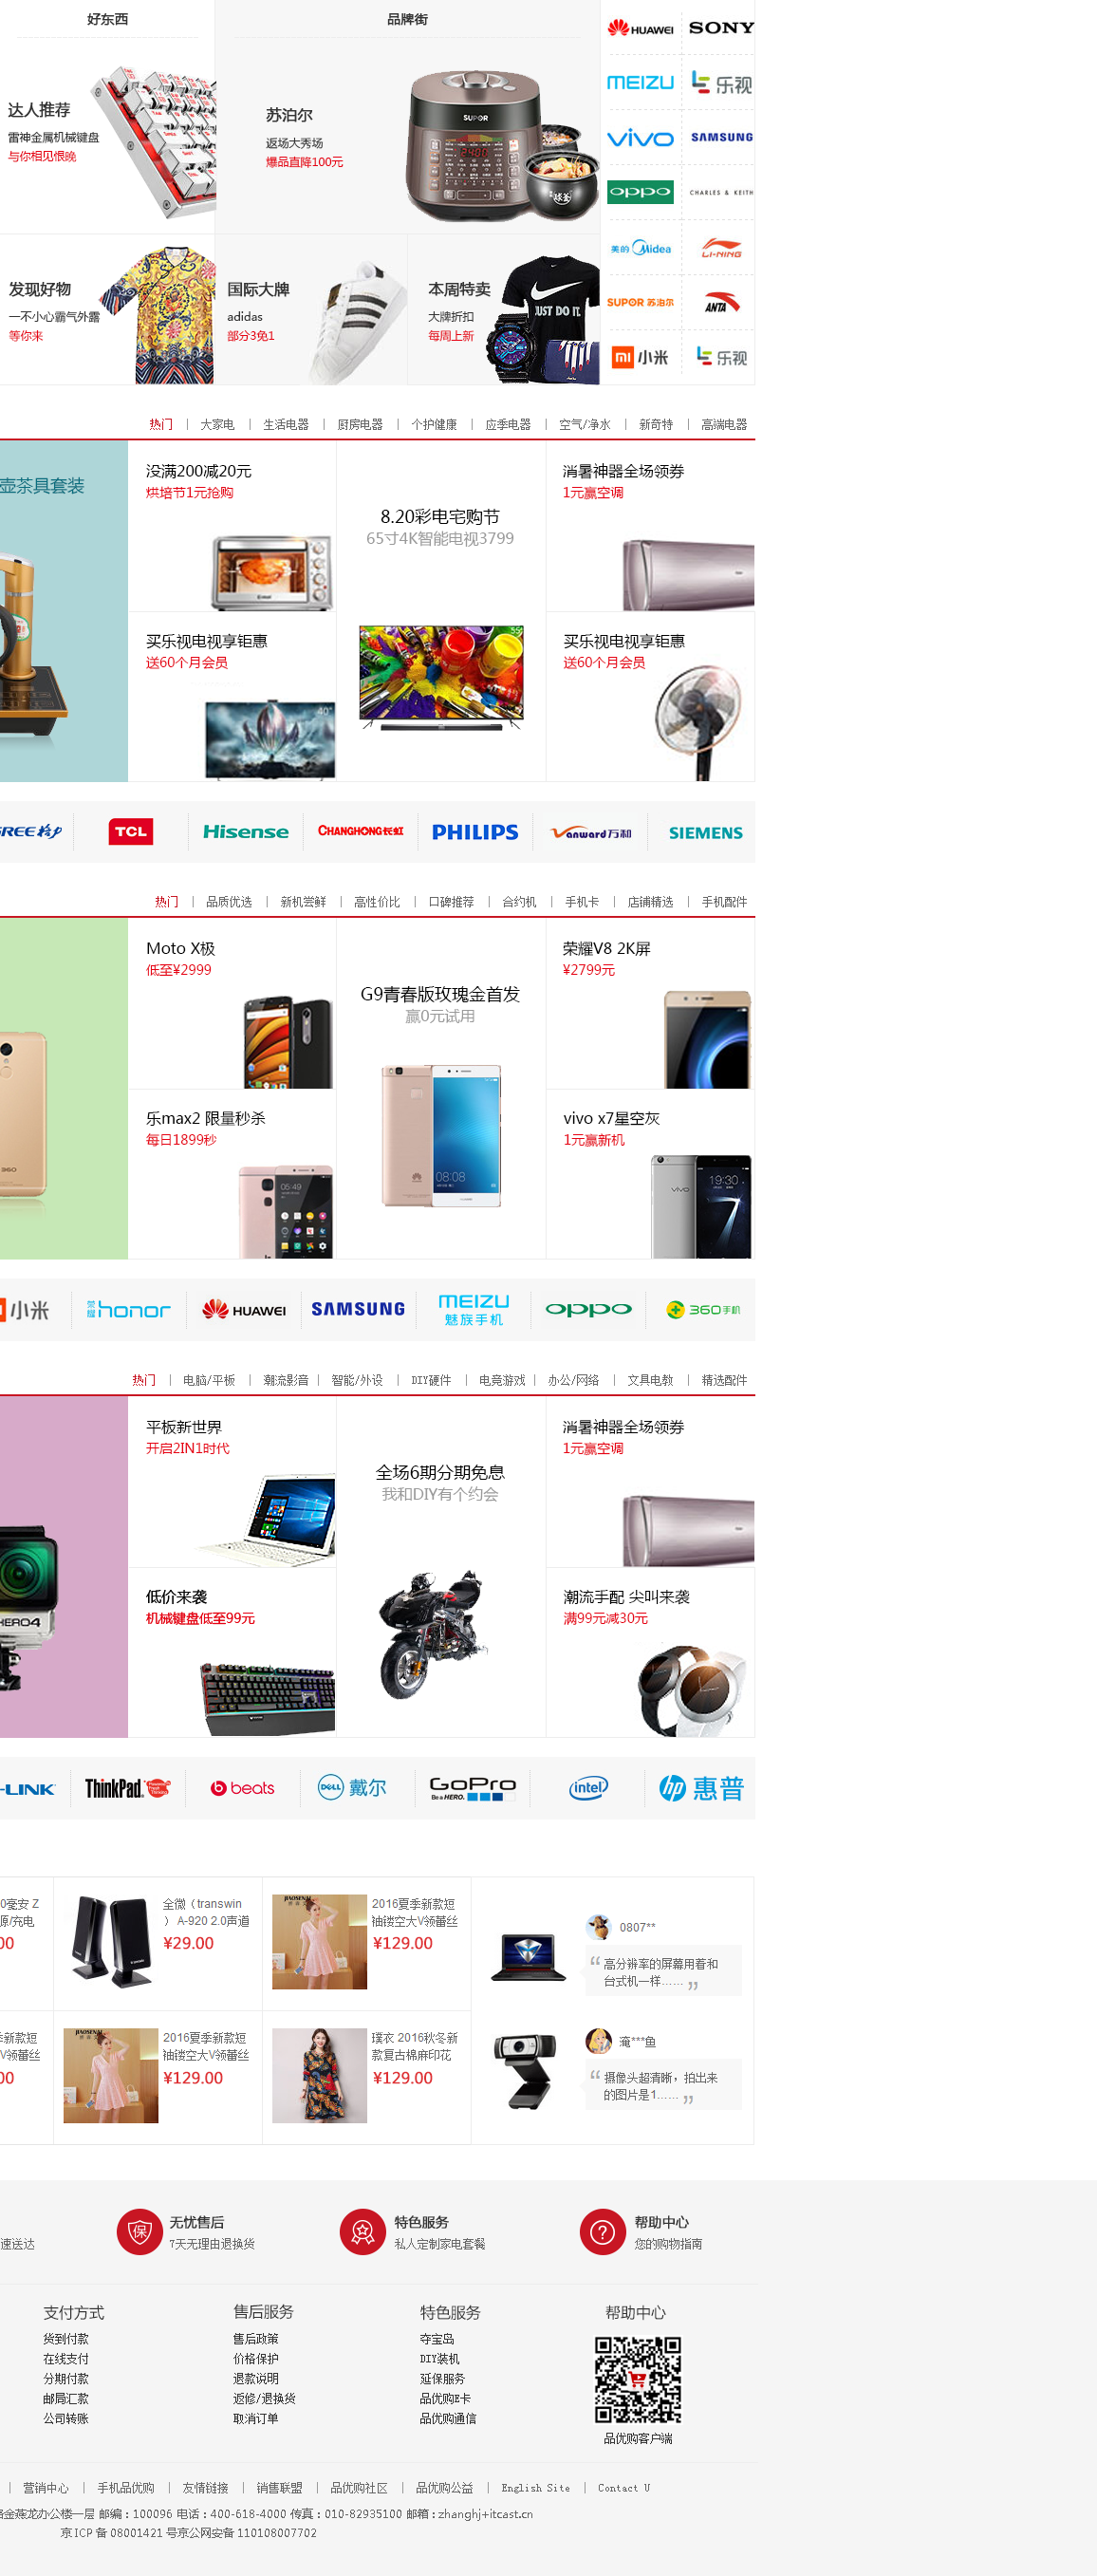 好东西
品牌街
HUAWEI SONY
MEIZU 乐视
vivo SAMSUNG
oppo CHARLES & KEITH
美的 Midea LI-NING
SUPOR 苏泊尔 ANTA
小米 乐视
达人推荐
雷神金属机械键盘
与你相见恨晚
苏泊尔
返场大秀场
爆品直降100元
SUPOR
发现好物
一不小心霸气外露
等你来
国际大牌
adidas
部分3免1
本周特卖
大牌折扣
每周上新
JUST DO IT.
热门 | 大家电 | 生活电器 | 厨房电器 | 个护健康 | 应季电器 | 空气/净水 | 新奇特 | 高端电器
壶茶具套装
没满200减20元
烘培节1元抢购
8.20彩电宅购节
65寸4K智能电视3799
消暑神器全场领券
1元赢空调
买乐视电视享钜惠
送60个月会员
买乐视电视享钜惠
送60个月会员
GREE格力 TCL Hisense CHANGHONG长虹 PHILIPS Vanward万和 SIEMENS
热门 | 品质优选 | 新机尝鲜 | 高性价比 | 口碑推荐 | 合约机 | 手机卡 | 店铺精选 | 手机配件
Moto X极
低至¥2999
G9青春版玫瑰金首发
赢0元试用
荣耀V8 2K屏
¥2799元
乐max2 限量秒杀
每日1899秒
vivo x7星空灰
1元赢新机
360
05:49
08:08
vivo
19:30
小米 荣耀honor HUAWEI SAMSUNG MEIZU 魅族手机 oppo 360手机
热门 | 电脑/平板 | 潮流影音 | 智能/外设 | DIY硬件 | 电竞游戏 | 办公/网络 | 文具电教 | 精选配件
平板新世界
开启2IN1时代
全场6期分期免息
我和DIY有个约会
消暑神器全场领券
1元赢空调
HERO4
低价来袭
机械键盘低至99元
潮流手配 尖叫来袭
满99元减30元
-LINK ThinkPad beats DELL 戴尔 GoPro Be a HERO. intel hp 惠普
0毫安 Z
源/充电
00
全微（transwin
） A-920 2.0声道
¥29.00
2016夏季新款短
袖镂空大V领蕾丝
¥129.00
0807**
高分辨率的屏幕用着和
台式机一样……
季新款短
V领蕾丝
00
2016夏季新款短
袖镂空大V领蕾丝
¥129.00
璞衣 2016秋冬新
款复古棉麻印花
¥129.00
淹***鱼
摄像头超清晰，拍出来
的图片是1……
速送达
保
无忧售后
7天无理由退换货
特色服务
私人定制家电套餐
帮助中心
您的购物指南
支付方式
货到付款
在线支付
分期付款
邮局汇款
公司转账
售后服务
售后政策
价格保护
退款说明
返修/退换货
取消订单
特色服务
夺宝岛
DIY装机
延保服务
品优购E卡
品优购通信
帮助中心
品优购客户端
| 营销中心 | 手机品优购 | 友情链接 | 销售联盟 | 品优购社区 | 品优购公益 | English Site | Contact U
金燕龙办公楼一层 邮编：100096 电话：400-618-4000 传真：010-82935100 邮箱：zhanghj+itcast.cn
京ICP 备 08001421 号京公网安备 110108007702